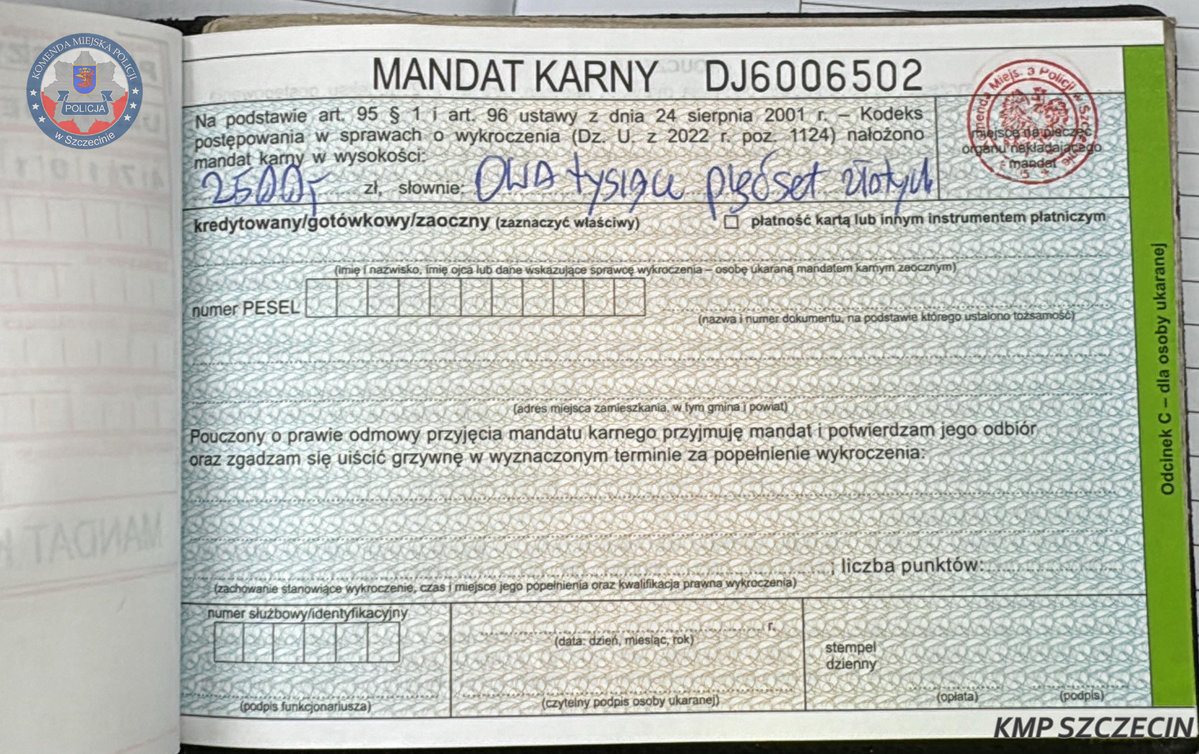 KOMENDA MIEJSKA POLICJI
POLICJA
w Szczecinie
MANDAT KARNY DJ6006502
Na podstawie art. 95 § 1 i art. 96 ustawy z dnia 24 sierpnia 2001 r. – Kodeks
postępowania w sprawach o wykroczenia (Dz. U. z 2022 r. poz. 1124) nałożono
mandat karny w wysokości:
2500,- zł, słownie: DWA tysiące pięćset złotych
miejsce na pieczęć
organu nakładającego
mandat
kredytowany/gotówkowy/zaoczny (zaznaczyć właściwy) płatność kartą lub innym instrumentem płatniczym
(imię i nazwisko, imię ojca lub dane wskazujące sprawcę wykroczenia – osobę ukaraną mandatem karnym zaocznym)
numer PESEL
(nazwa i numer dokumentu, na podstawie którego ustalono tożsamość)
(adres miejsca zamieszkania, w tym gmina i powiat)
Pouczony o prawie odmowy przyjęcia mandatu karnego przyjmuję mandat i potwierdzam jego odbiór
oraz zgadzam się uiścić grzywnę w wyznaczonym terminie za popełnienie wykroczenia:
; liczba punktów:
(zachowanie stanowiące wykroczenie, czas i miejsce jego popełnienia oraz kwalifikacja prawna wykroczenia)
numer służbowy/identyfikacyjny
r.
(data: dzień, miesiąc, rok)
stempel
dzienny
(podpis funkcjonariusza)
(czytelny podpis osoby ukaranej)
(opłata) (podpis)
Odcinek C – dla osoby ukaranej
KMP SZCZECIN